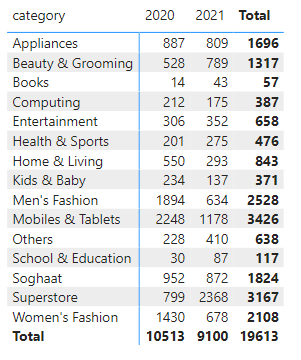 category 2020 2021 Total
Appliances 887 809 1696
Beauty & Grooming 528 789 1317
Books 14 43 57
Computing 212 175 387
Entertainment 306 352 658
Health & Sports 201 275 476
Home & Living 550 293 843
Kids & Baby 234 137 371
Men's Fashion 1894 634 2528
Mobiles & Tablets 2248 1178 3426
Others 228 410 638
School & Education 30 87 117
Soghaat 952 872 1824
Superstore 799 2368 3167
Women's Fashion 1430 678 2108
Total 10513 9100 19613